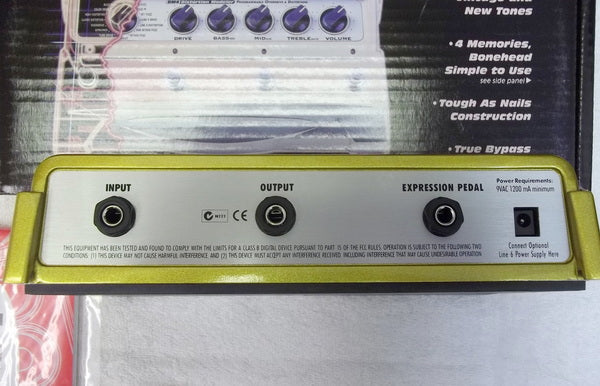 Vintage and
New Tones
DM4 Distortion Modeler
DRIVE BASS MID TREBLE VOLUME
• 4 Memories,
Bonehead
Simple to Use
see side panel ▶
• Tough As Nails
Construction
• True Bypass
INPUT
OUTPUT
EXPRESSION PEDAL
Power Requirements:
9VAC 1200 mA minimum
N221 CE
Connect Optional
Line 6 Power Supply Here
THIS EQUIPMENT HAS BEEN TESTED AND FOUND TO COMPLY WITH THE LIMITS FOR A CLASS B DIGITAL DEVICE PURSUANT TO PART 15 OF THE FCC RULES. OPERATION IS SUBJECT TO THE FOLLOWING TWO
CONDITIONS: (1) THIS DEVICE MAY NOT CAUSE HARMFUL INTERFERENCE, AND (2) THIS DEVICE MUST ACCEPT ANY INTERFERENCE RECEIVED, INCLUDING INTERFERENCE THAT MAY CAUSE UNDESIRABLE OPERATION